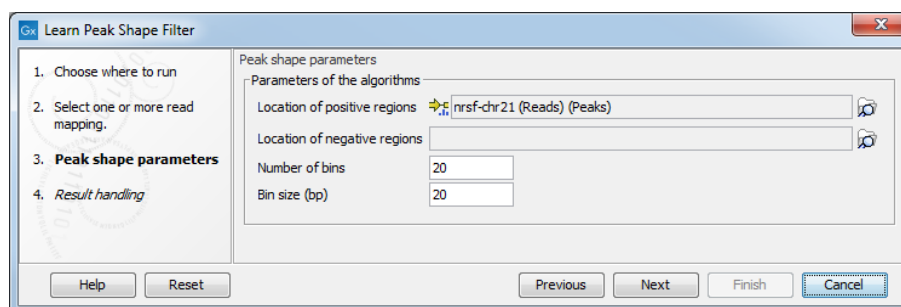 Gx Learn Peak Shape Filter
1. Choose where to run
2. Select one or more read
mapping.
3. Peak shape parameters
4. Result handling
Peak shape parameters
Parameters of the algorithms
Location of positive regions nrsf-chr21 (Reads) (Peaks)
Location of negative regions
Number of bins 20
Bin size (bp) 20
Help Reset Previous Next Finish Cancel